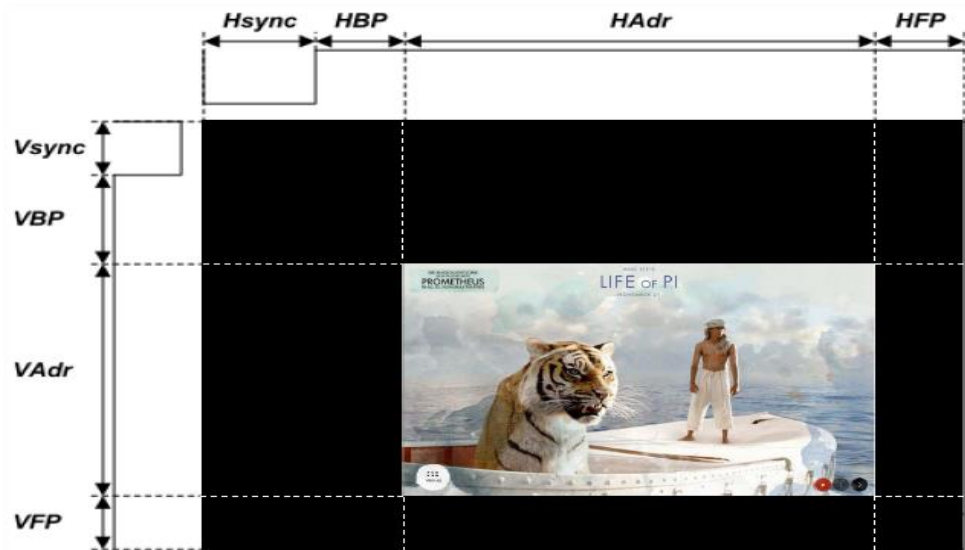 Hsync HBP HAdr HFP
Vsync
VBP
VAdr
VFP
PROMETHEUS
LIFE OF PI